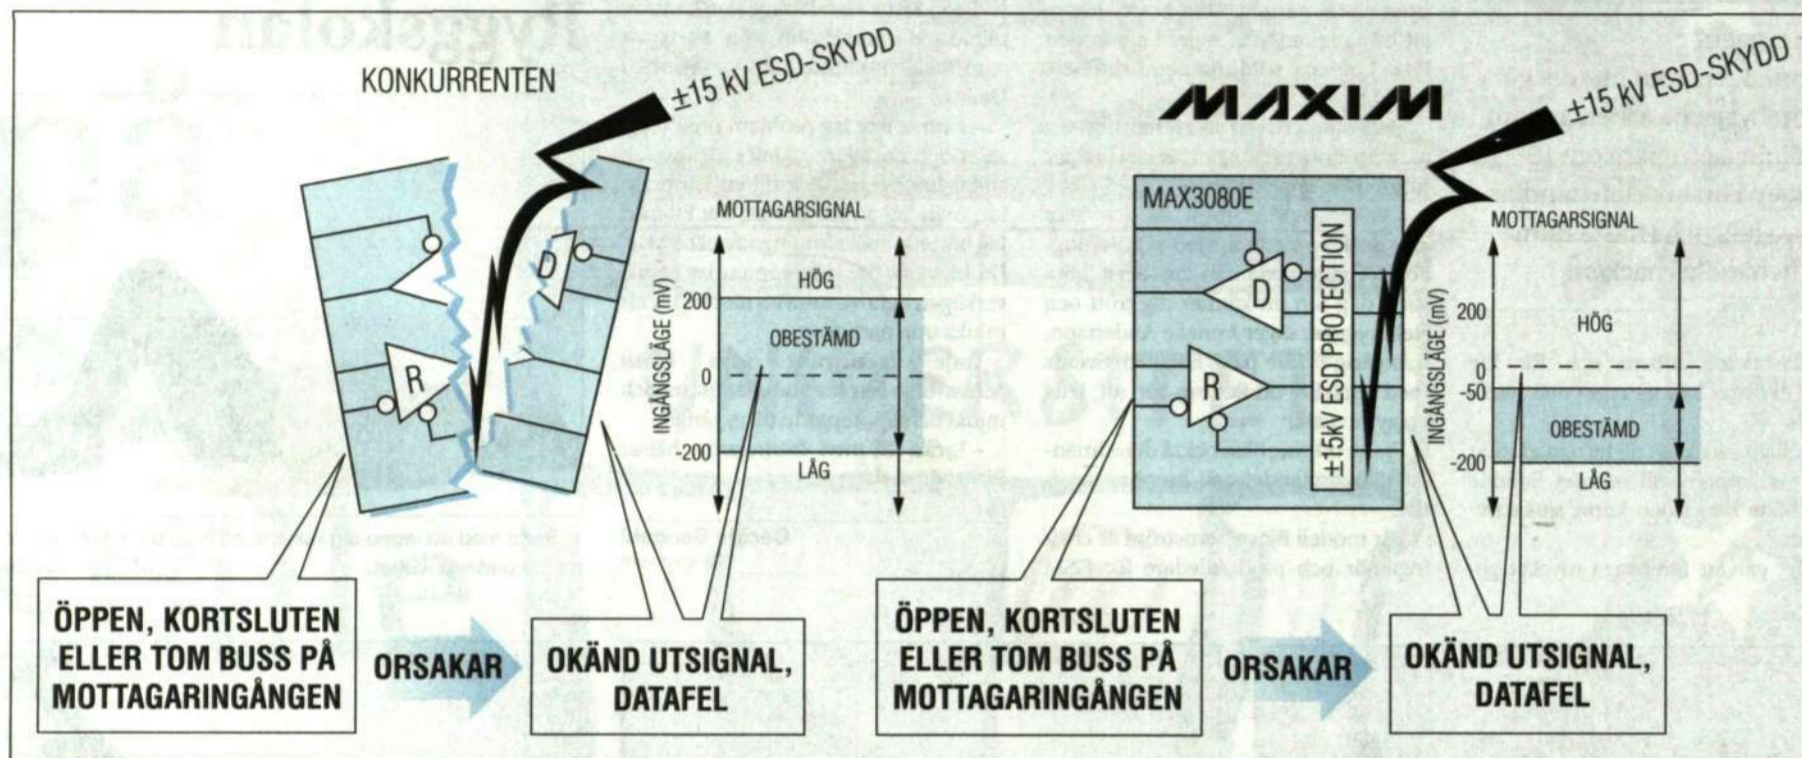 KONKURRENTEN
±15 kV ESD-SKYDD
MOTTAGARSIGNAL
INGÅNGSLÄGE (mV)
200
0
-200
HÖG
OBESTÄMD
LÅG
D
R
ÖPPEN, KORTSLUTEN
ELLER TOM BUSS PÅ
MOTTAGARINGÅNGEN
ORSAKAR
OKÄND UTSIGNAL,
DATAFEL
MAXIM
±15 kV ESD-SKYDD
MAX3080E
D
R
±15kV ESD PROTECTION
MOTTAGARSIGNAL
INGÅNGSLÄGE (mV)
200
0
-50
-200
HÖG
OBESTÄMD
LÅG
ÖPPEN, KORTSLUTEN
ELLER TOM BUSS PÅ
MOTTAGARINGÅNGEN
ORSAKAR
OKÄND UTSIGNAL,
DATAFEL